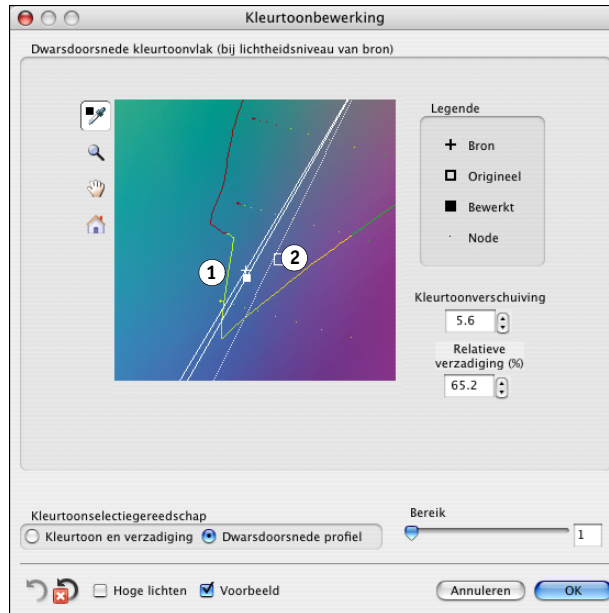 Kleurtoonbewerking
Dwarsdoorsnede kleurtoonvlak (bij lichtheidsniveau van bron)
Legende
Bron
Origineel
Bewerkt
Node
1
2
Kleurtoonverschuiving
5.6
Relatieve
verzadiging (%)
65.2
Kleurtoonselectiegereedschap
Kleurtoon en verzadiging
Dwarsdoorsnede profiel
Bereik
1
Hoge lichten
Voorbeeld
Annuleren
OK